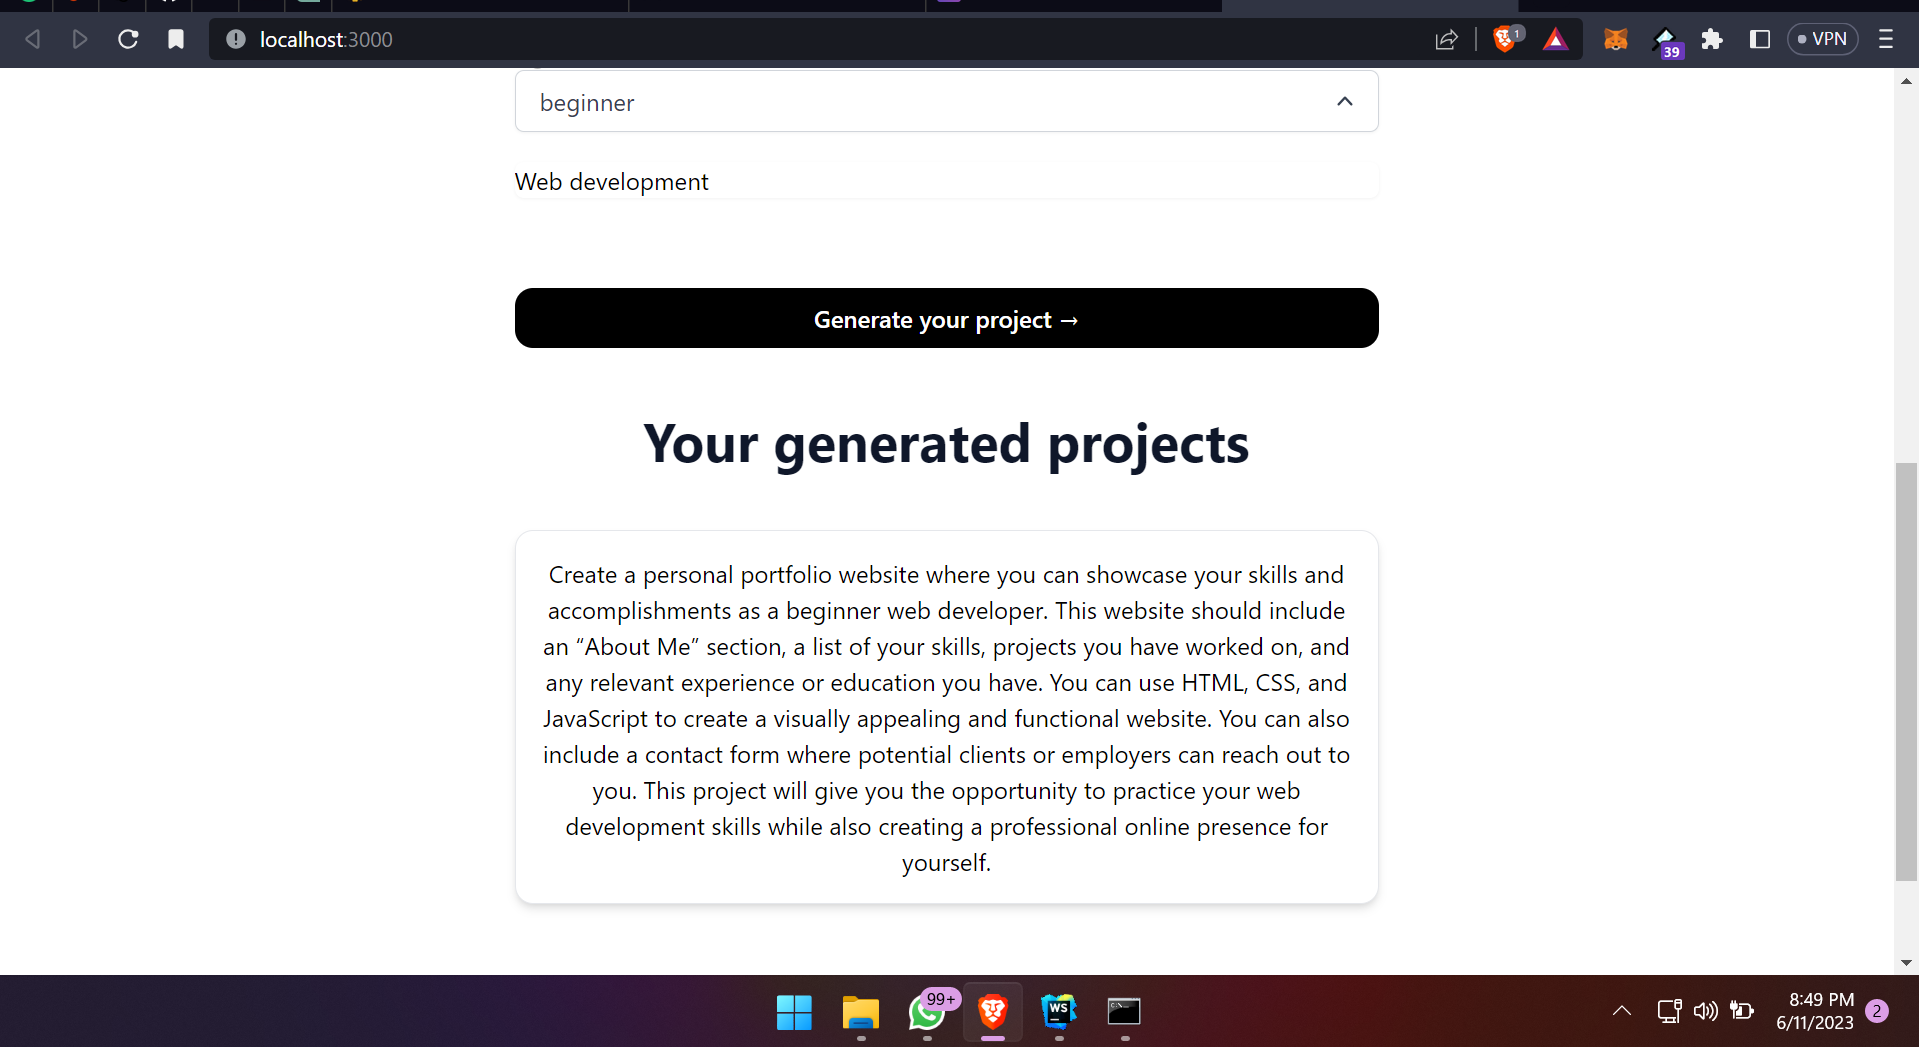 localhost:3000
1
39
VPN
beginner
Web development
Generate your project →
Your generated projects
Create a personal portfolio website where you can showcase your skills and
accomplishments as a beginner web developer. This website should include
an “About Me” section, a list of your skills, projects you have worked on, and
any relevant experience or education you have. You can use HTML, CSS, and
JavaScript to create a visually appealing and functional website. You can also
include a contact form where potential clients or employers can reach out to
you. This project will give you the opportunity to practice your web
development skills while also creating a professional online presence for
yourself.
99+
WS
C:\
8:49 PM
6/11/2023
2